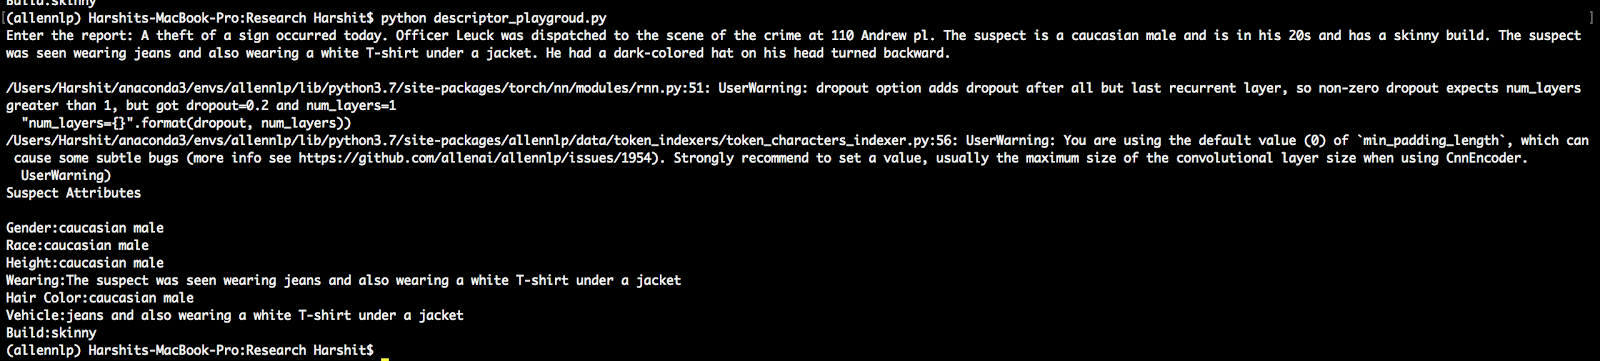 Build:skinny
(allennlp) Harshits-MacBook-Pro:Research Harshit$ python descriptor_playgroud.py
Enter the report: A theft of a sign occurred today. Officer Leuck was dispatched to the scene of the crime at 110 Andrew pl. The suspect is a caucasian male and is in his 20s and has a skinny build. The suspect
was seen wearing jeans and also wearing a white T-shirt under a jacket. He had a dark-colored hat on his head turned backward.
/Users/Harshit/anaconda3/envs/allennlp/lib/python3.7/site-packages/torch/nn/modules/rnn.py:51: UserWarning: dropout option adds dropout after all but last recurrent layer, so non-zero dropout expects num_layers
greater than 1, but got dropout=0.2 and num_layers=1
"num_layers={}".format(dropout, num_layers))
/Users/Harshit/anaconda3/envs/allennlp/lib/python3.7/site-packages/allennlp/data/token_indexers/token_characters_indexer.py:56: UserWarning: You are using the default value (0) of `min_padding_length`, which can
cause some subtle bugs (more info see https://github.com/allenai/allennlp/issues/1954). Strongly recommend to set a value, usually the maximum size of the convolutional layer size when using CnnEncoder.
UserWarning)
Suspect Attributes
Gender:caucasian male
Race:caucasian male
Height:caucasian male
Wearing:The suspect was seen wearing jeans and also wearing a white T-shirt under a jacket
Hair Color:caucasian male
Vehicle:jeans and also wearing a white T-shirt under a jacket
Build:skinny
(allennlp) Harshits-MacBook-Pro:Research Harshit$